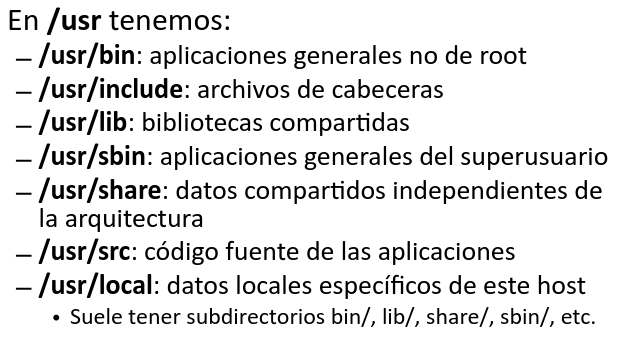 En /usr tenemos:
– /usr/bin: aplicaciones generales no de root
– /usr/include: archivos de cabeceras
– /usr/lib: bibliotecas compartidas
– /usr/sbin: aplicaciones generales del superusuario
– /usr/share: datos compartidos independientes de
la arquitectura
– /usr/src: código fuente de las aplicaciones
– /usr/local: datos locales específicos de este host
• Suele tener subdirectorios bin/, lib/, share/, sbin/, etc.